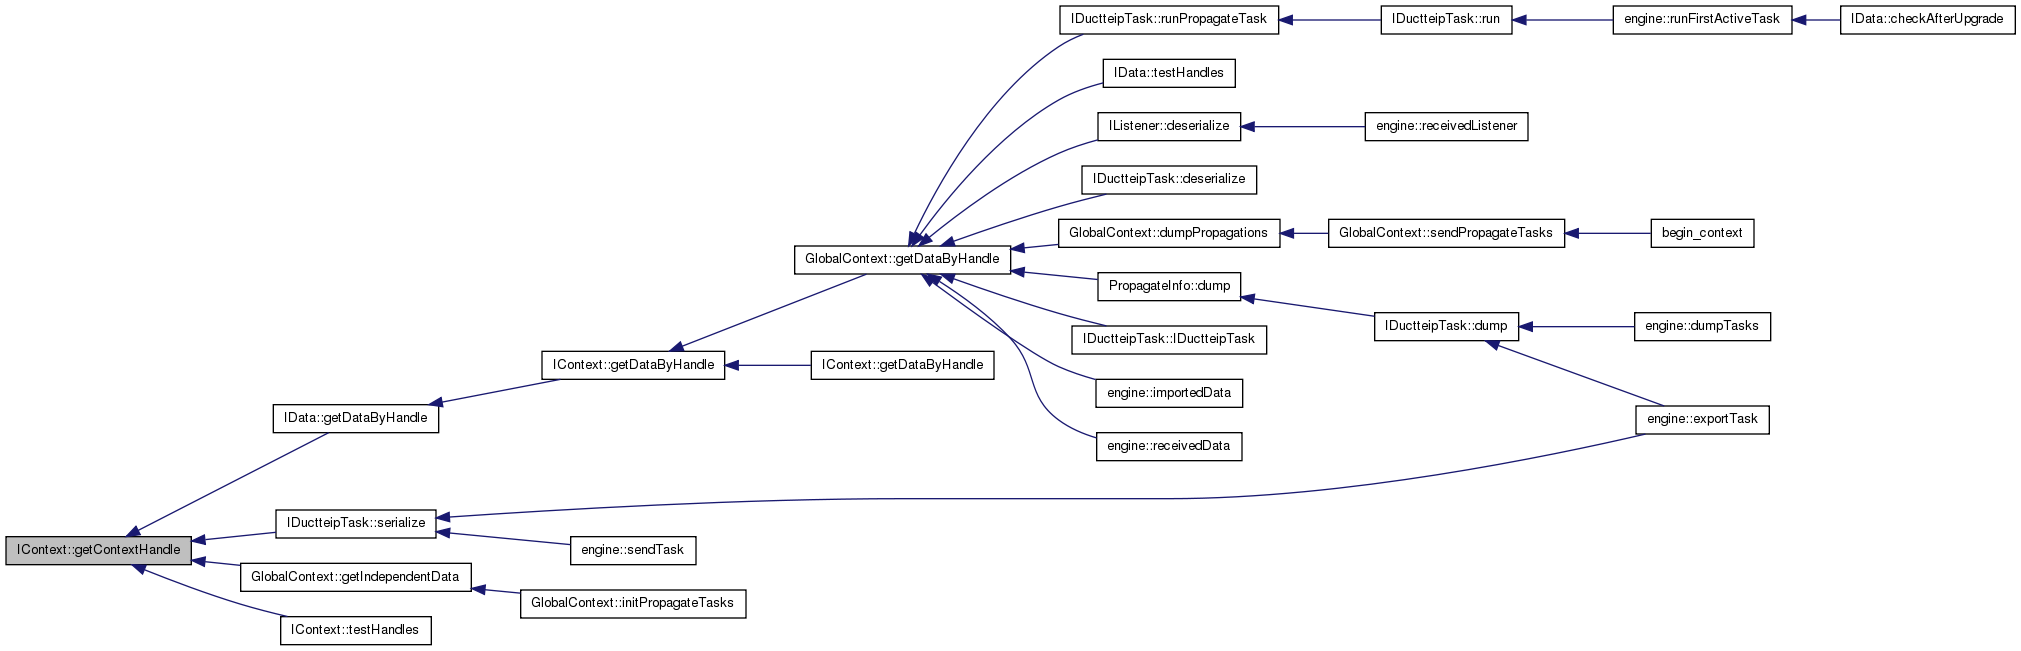 IDuctteipTask::runPropagateTask
IDuctteipTask::run
engine::runFirstActiveTask
IData::checkAfterUpgrade
IData::testHandles
IListener::deserialize
engine::receivedListener
IDuctteipTask::deserialize
GlobalContext::dumpPropagations
GlobalContext::sendPropagateTasks
begin_context
GlobalContext::getDataByHandle
PropagateInfo::dump
IDuctteipTask::dump
engine::dumpTasks
IDuctteipTask::IDuctteipTask
IContext::getDataByHandle
IContext::getDataByHandle
engine::importedData
IData::getDataByHandle
engine::exportTask
engine::receivedData
IDuctteipTask::serialize
IContext::getContextHandle
engine::sendTask
GlobalContext::getIndependentData
GlobalContext::initPropagateTasks
IContext::testHandles